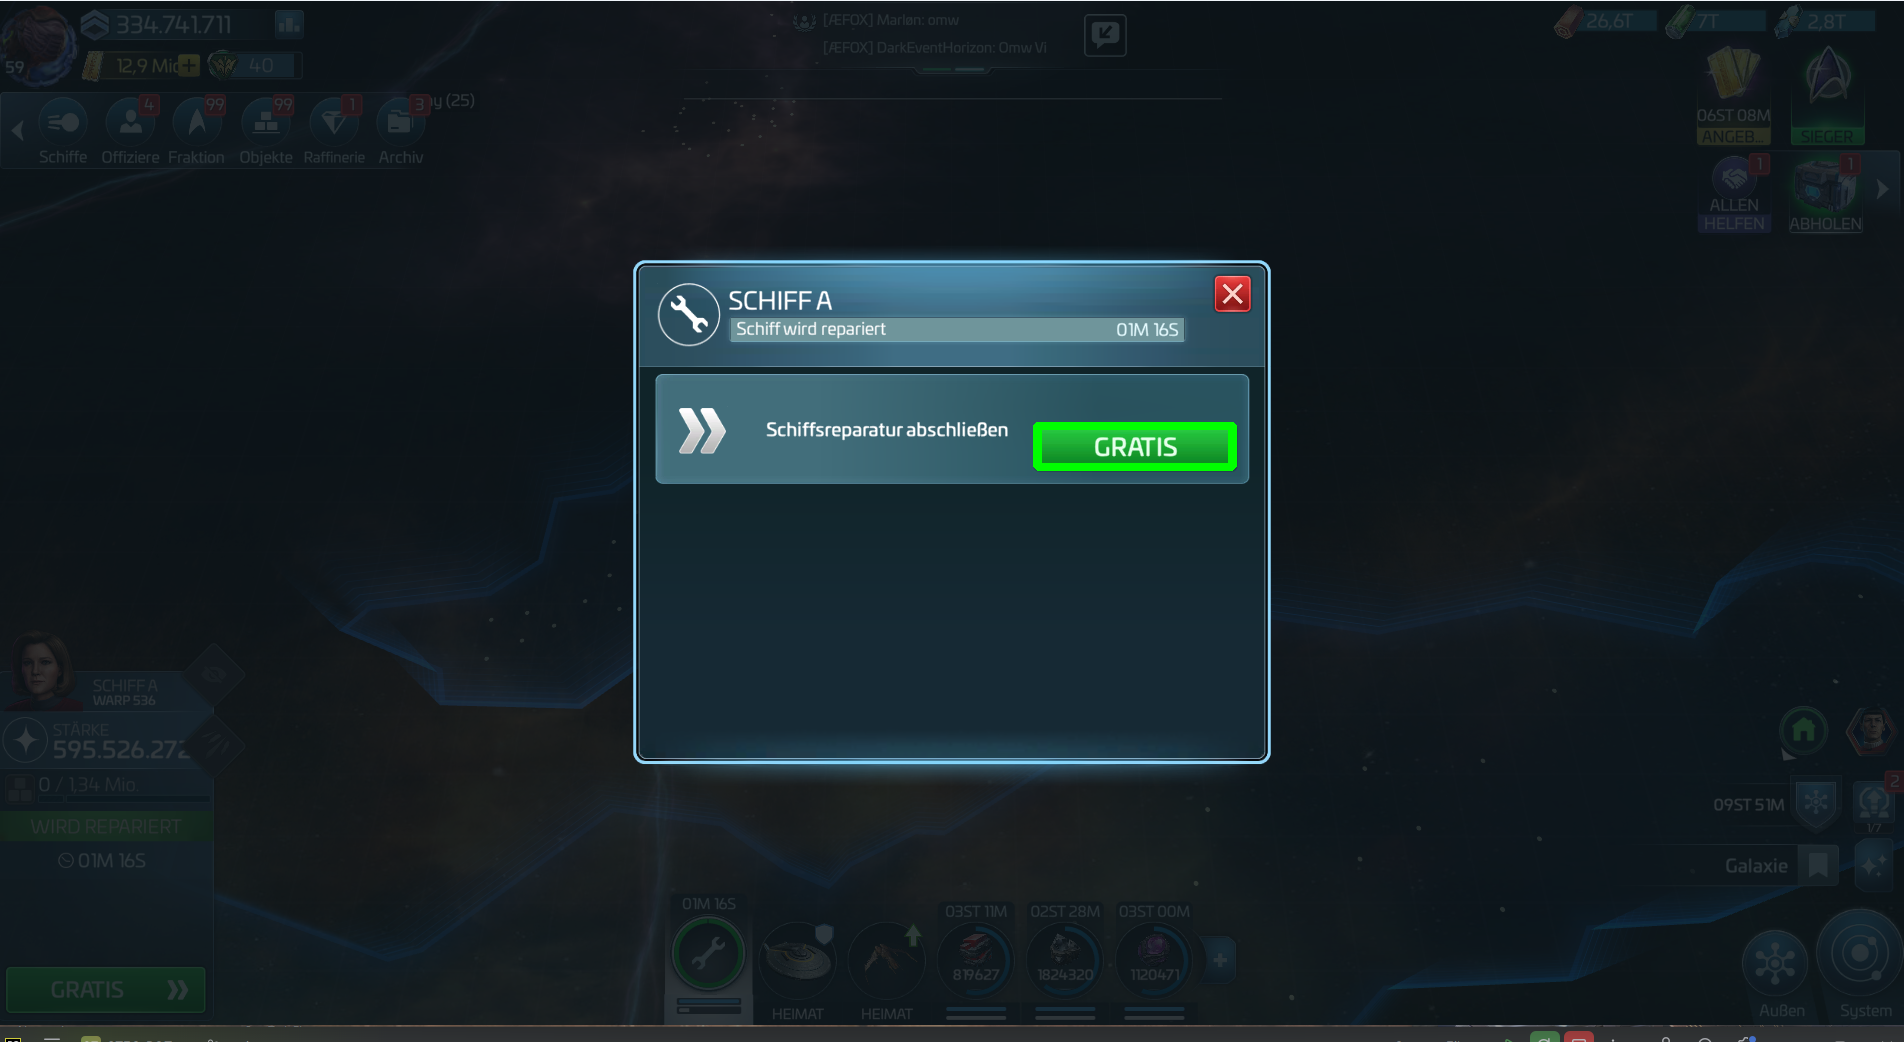 334.741.711
[ÆFOX] Marløn: omw
[ÆFOX] DarkEventHorizon: Omw Vi
26,6T
7T
2,8T
59
12,9 Mio
40
4
99
99
1
3
y (25)
Schiffe
Offiziere
Fraktion
Objekte
Raffinerie
Archiv
06ST 08M
ANGEB...
SIEGER
1
1
ALLEN
HELFEN
ABHOLEN
SCHIFF A
Schiff wird repariert
01M 16S
Schiffsreparatur abschließen
GRATIS
SCHIFF A
WARP 536
STÄRKE
595.526.272
0 / 1,34 Mio.
WIRD REPARIERT
01M 16S
GRATIS
2
09ST 51M
1/7
Galaxie
01M 16S
03ST 11M
02ST 28M
03ST 00M
819627
1824320
1120471
HEIMAT
HEIMAT
Außen
System